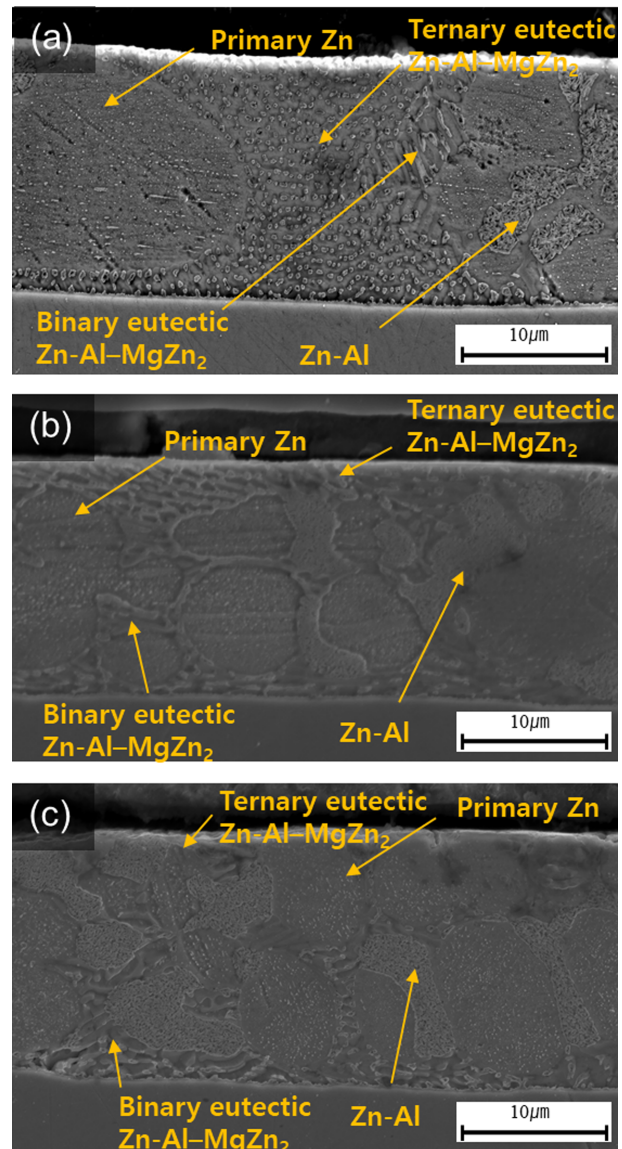 (a)
Primary Zn
Ternary eutectic
Zn-Al–MgZn₂
Binary eutectic
Zn-Al–MgZn₂
Zn-Al
10μm
(b)
Primary Zn
Ternary eutectic
Zn-Al–MgZn₂
Binary eutectic
Zn-Al–MgZn₂
Zn-Al
10μm
(c)
Ternary eutectic
Zn-Al–MgZn₂
Primary Zn
Binary eutectic
Zn-Al–MgZn₂
Zn-Al
10μm